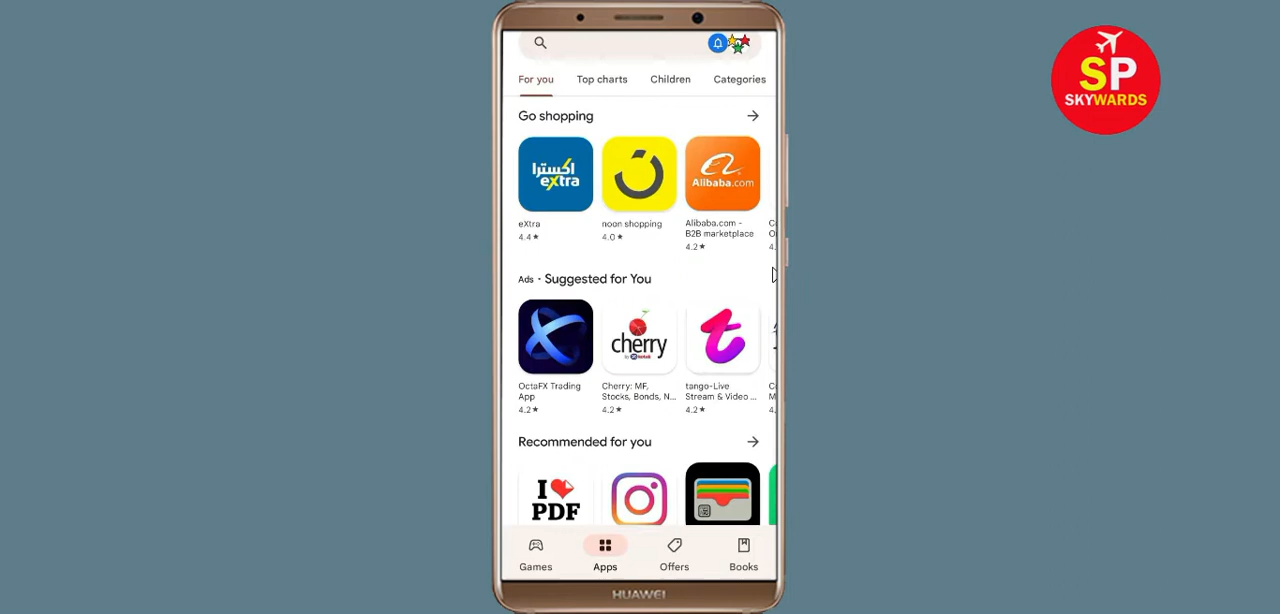 SP
SKYWARDS
For you
Top charts
Children
Categories
Go shopping
اكسترا
eXtra
Alibaba.com
eXtra
noon shopping
Alibaba.com -
B2B marketplace
4.4★
4.0★
4.2★
Ads · Suggested for You
cherry
OctaFX Trading
App
Cherry: MF,
Stocks, Bonds, N...
tango-Live
Stream & Video ...
4.2★
4.2★
4.2★
Recommended for you
I
PDF
Games
Apps
Offers
Books
HUAWEI